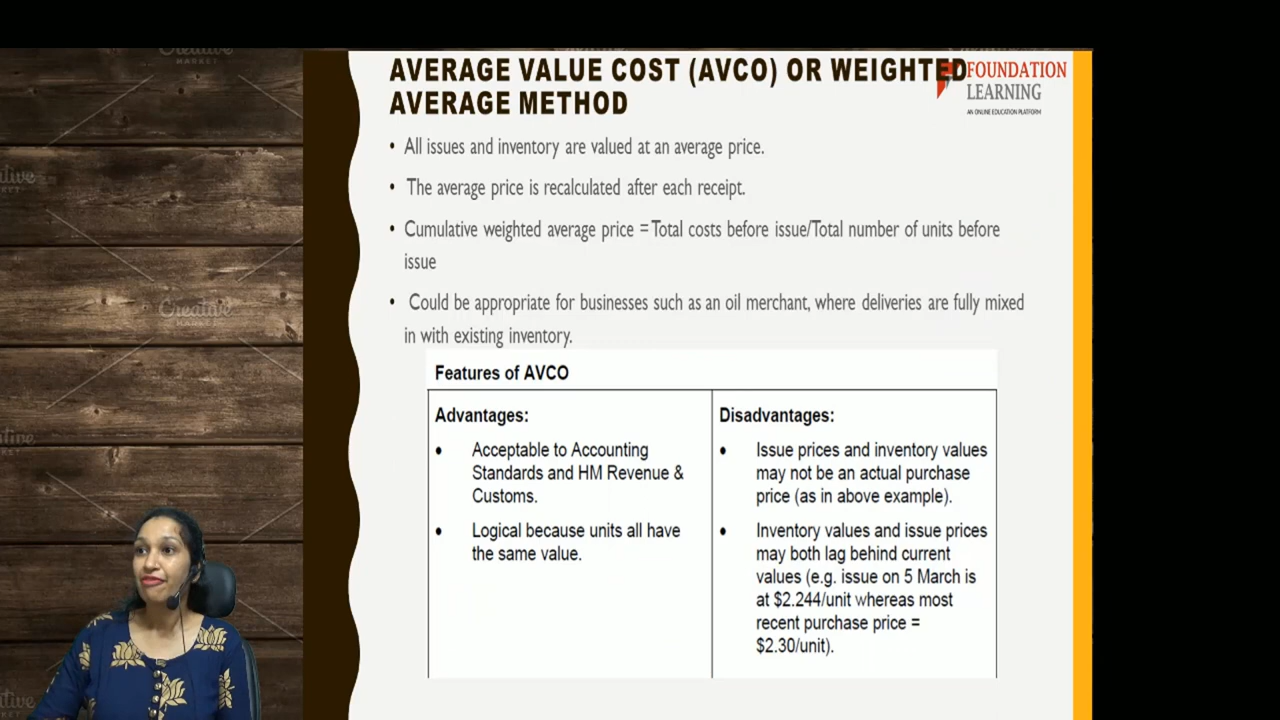 AVERAGE VALUE COST (AVCO) OR WEIGHTED
AVERAGE METHOD
FOUNDATION
LEARNING
AN ONLINE EDUCATION PLATFORM
• All issues and inventory are valued at an average price.
• The average price is recalculated after each receipt.
• Cumulative weighted average price = Total costs before issue/Total number of units before
issue
• Could be appropriate for businesses such as an oil merchant, where deliveries are fully mixed
in with existing inventory.
Features of AVCO
Advantages:
• Acceptable to Accounting
Standards and HM Revenue &
Customs.
• Logical because units all have
the same value.
Disadvantages:
• Issue prices and inventory values
may not be an actual purchase
price (as in above example).
• Inventory values and issue prices
may both lag behind current
values (e.g. issue on 5 March is
at $2.244/unit whereas most
recent purchase price =
$2.30/unit).
Creative
MARKET
Creative
MARKET